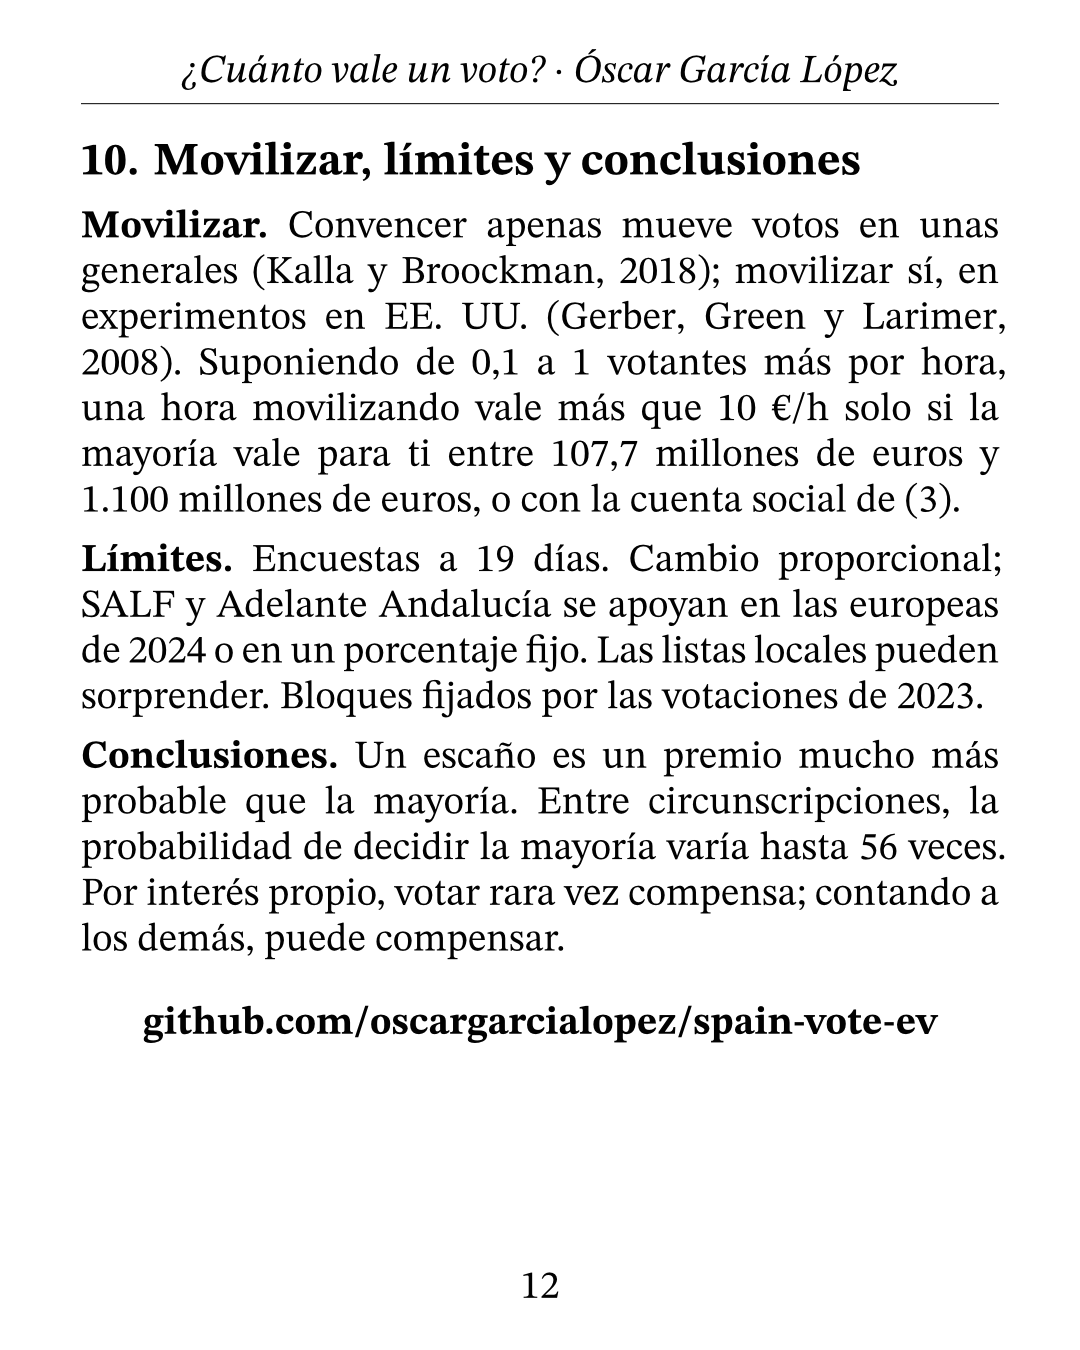 ¿Cuánto vale un voto? · Óscar García López
10. Movilizar, límites y conclusiones
Movilizar. Convencer apenas mueve votos en unas
generales (Kalla y Broockman, 2018); movilizar sí, en
experimentos en EE. UU. (Gerber, Green y Larimer,
2008). Suponiendo de 0,1 a 1 votantes más por hora,
una hora movilizando vale más que 10 €/h solo si la
mayoría vale para ti entre 107,7 millones de euros y
1.100 millones de euros, o con la cuenta social de (3).
Límites. Encuestas a 19 días. Cambio proporcional;
SALF y Adelante Andalucía se apoyan en las europeas
de 2024 o en un porcentaje fijo. Las listas locales pueden
sorprender. Bloques fijados por las votaciones de 2023.
Conclusiones. Un escaño es un premio mucho más
probable que la mayoría. Entre circunscripciones, la
probabilidad de decidir la mayoría varía hasta 56 veces.
Por interés propio, votar rara vez compensa; contando a
los demás, puede compensar.
github.com/oscargarcialopez/spain-vote-ev
12